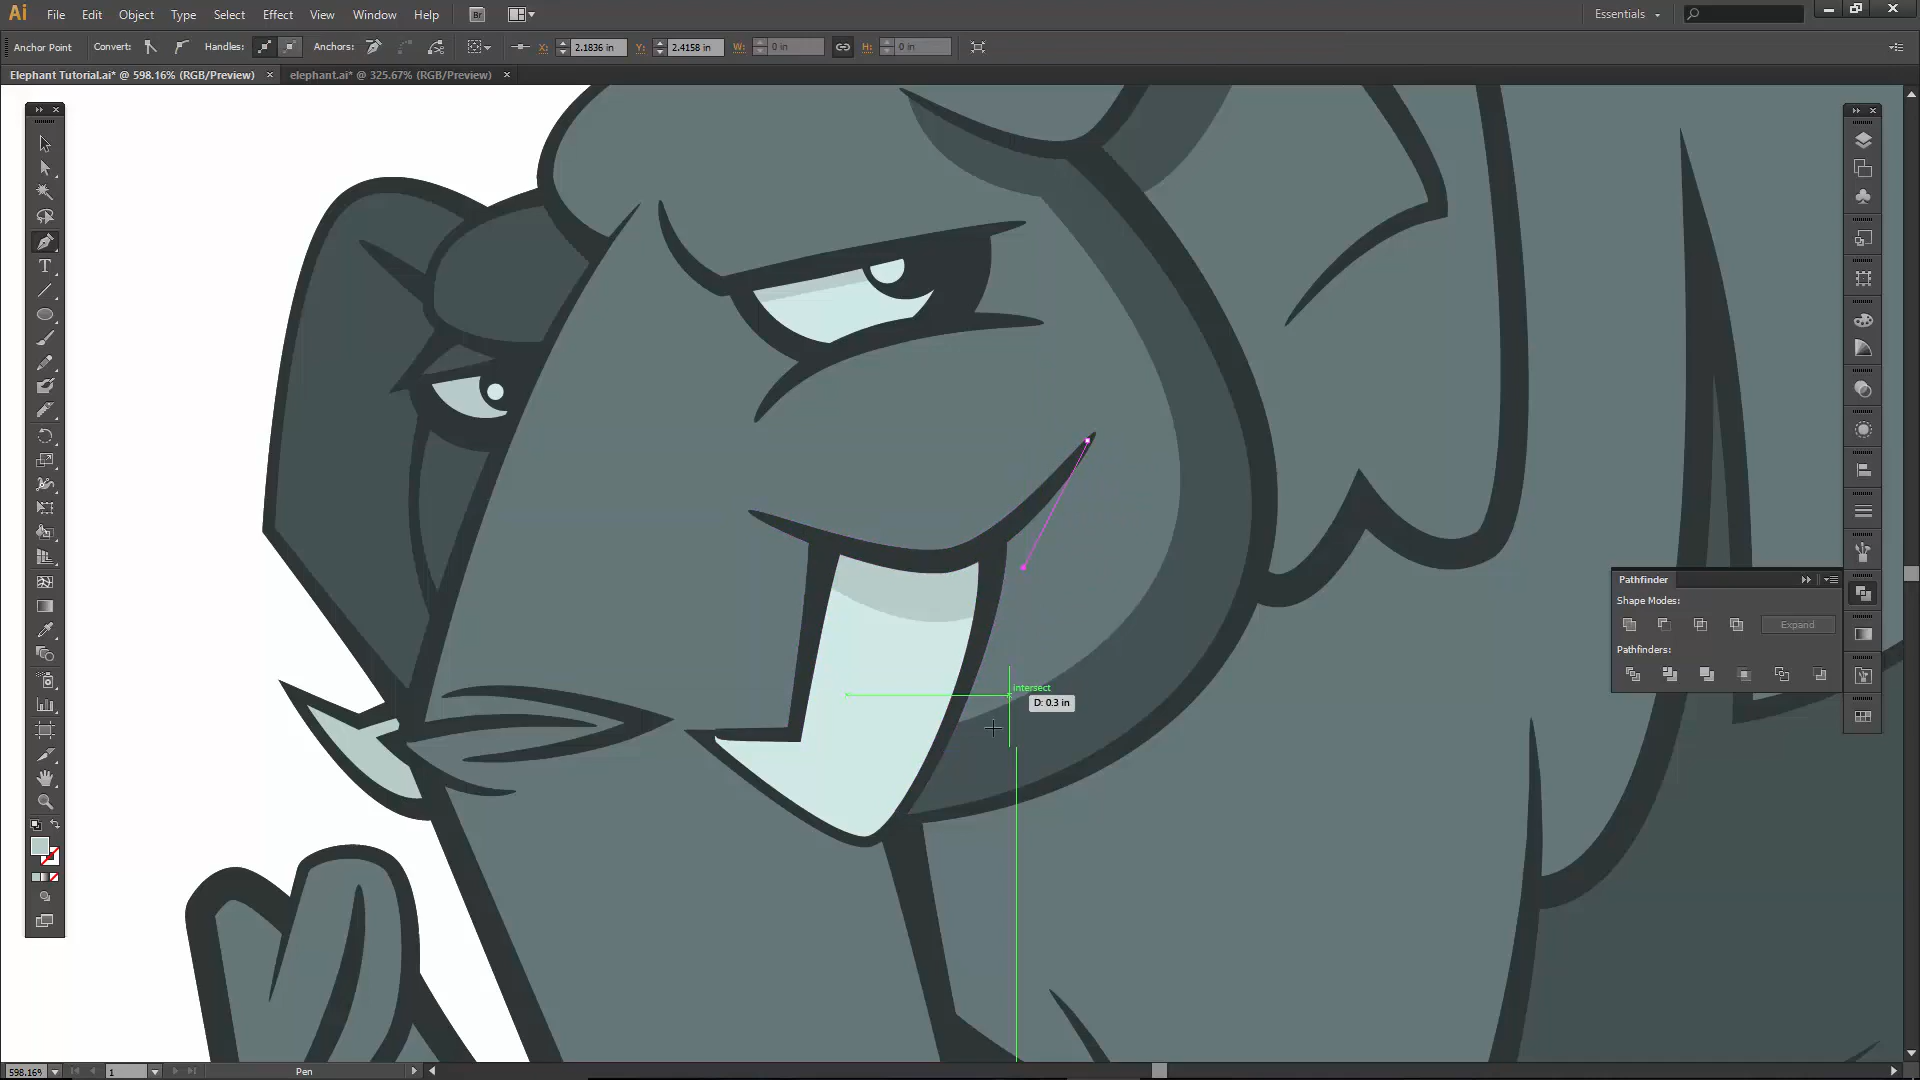 Ai File Edit Object Type Select Effect View Window Help Br Essentials
Anchor Point Convert: Handles: Anchors: X: 2.1836 in Y: 2.4158 in W: 0 in H: 0 in
Elephant Tutorial.ai* @ 598.16% (RGB/Preview) elephant.ai* @ 325.67% (RGB/Preview)
T
Pathfinder
Shape Modes:
Expand
Pathfinders:
intersect
D: 0.3 in
598.16% 1 Pen